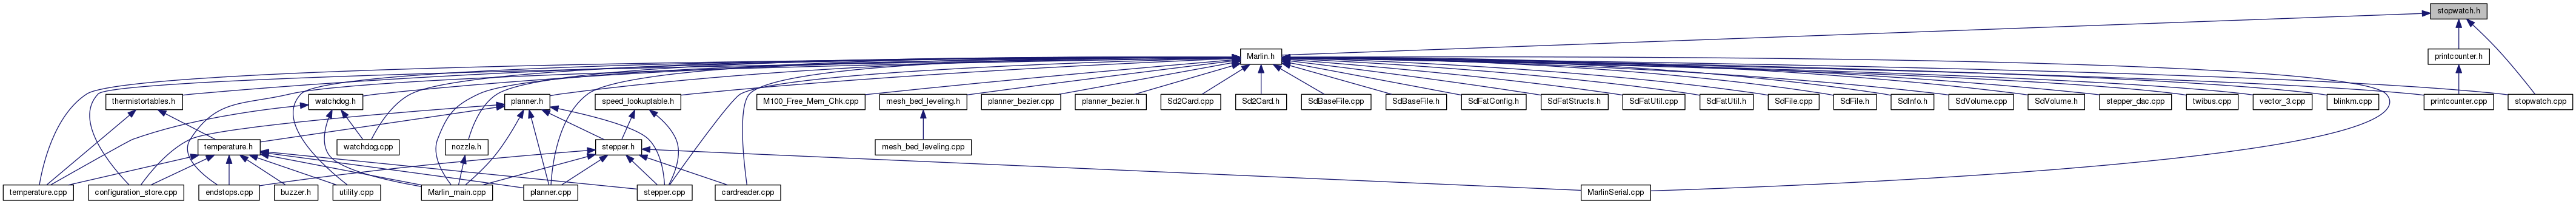 stopwatch.h
Marlin.h
printcounter.h
thermistortables.h
watchdog.h
planner.h
speed_lookuptable.h
M100_Free_Mem_Chk.cpp
mesh_bed_leveling.h
planner_bezier.cpp
planner_bezier.h
Sd2Card.cpp
Sd2Card.h
SdBaseFile.cpp
SdBaseFile.h
SdFatConfig.h
SdFatStructs.h
SdFatUtil.cpp
SdFatUtil.h
SdFile.cpp
SdFile.h
SdInfo.h
SdVolume.cpp
SdVolume.h
stepper_dac.cpp
twibus.cpp
vector_3.cpp
blinkm.cpp
printcounter.cpp
stopwatch.cpp
temperature.h
watchdog.cpp
nozzle.h
stepper.h
mesh_bed_leveling.cpp
temperature.cpp
configuration_store.cpp
endstops.cpp
buzzer.h
utility.cpp
Marlin_main.cpp
planner.cpp
stepper.cpp
cardreader.cpp
MarlinSerial.cpp